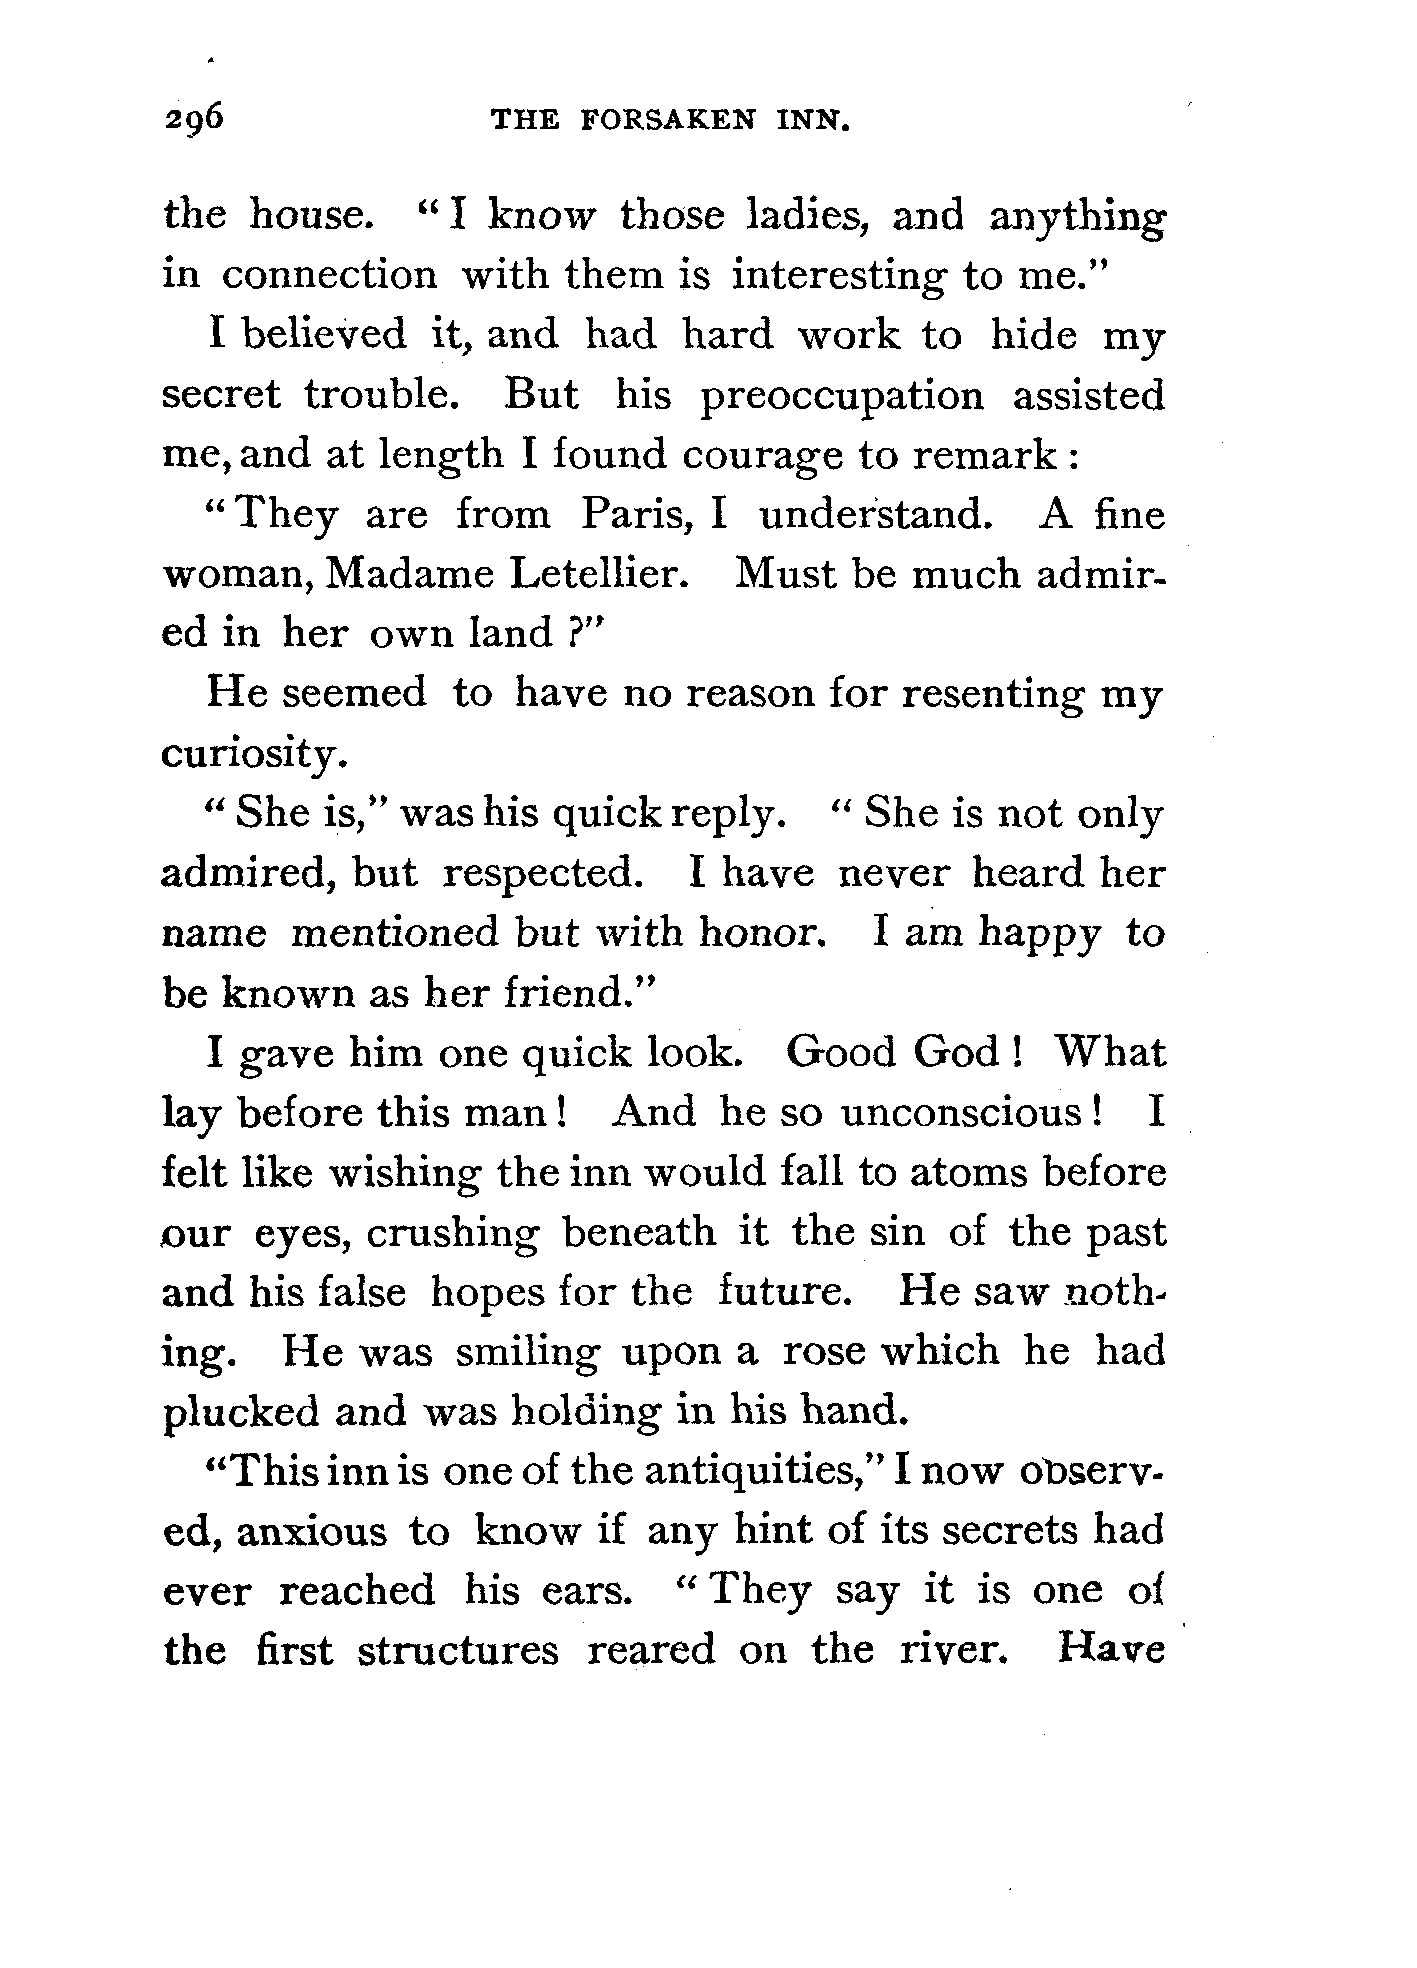 296 THE FORSAKEN INN.
the house. "I know those ladies, and anything
in connection with them is interesting to me."
I believed it, and had hard work to hide my
secret trouble. But his preoccupation assisted
me, and at length I found courage to remark :
"They are from Paris, I understand. A fine
woman, Madame Letellier. Must be much admir-
ed in her own land ?"
He seemed to have no reason for resenting my
curiosity.
"She is," was his quick reply. "She is not only
admired, but respected. I have never heard her
name mentioned but with honor. I am happy to
be known as her friend."
I gave him one quick look. Good God ! What
lay before this man ! And he so unconscious ! I
felt like wishing the inn would fall to atoms before
our eyes, crushing beneath it the sin of the past
and his false hopes for the future. He saw noth-
ing. He was smiling upon a rose which he had
plucked and was holding in his hand.
"This inn is one of the antiquities," I now observ-
ed, anxious to know if any hint of its secrets had
ever reached his ears. "They say it is one of
the first structures reared on the river. Have